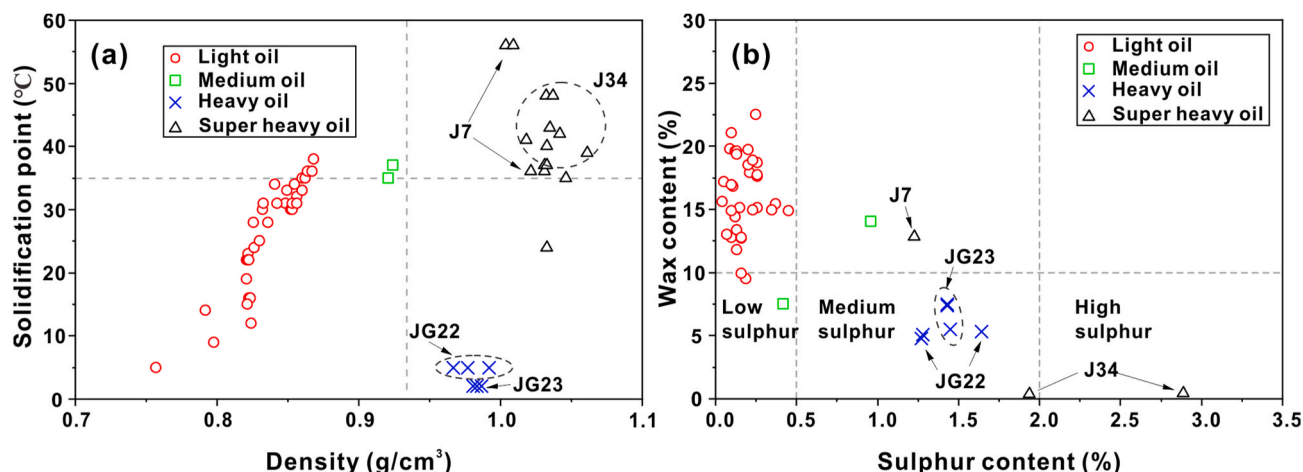 (a)
Light oil
Medium oil
Heavy oil
Super heavy oil
J34
J7
JG22
JG23
60
50
40
30
20
10
0
0.7
0.8
0.9
1.0
1.1
Solidification point (℃)
Density (g/cm³)
(b)
Light oil
Medium oil
Heavy oil
Super heavy oil
J7
JG23
Low sulphur
Medium sulphur
High sulphur
JG22
J34
30
25
20
15
10
5
0
0.0
0.5
1.0
1.5
2.0
2.5
3.0
3.5
Wax content (%)
Sulphur content (%)